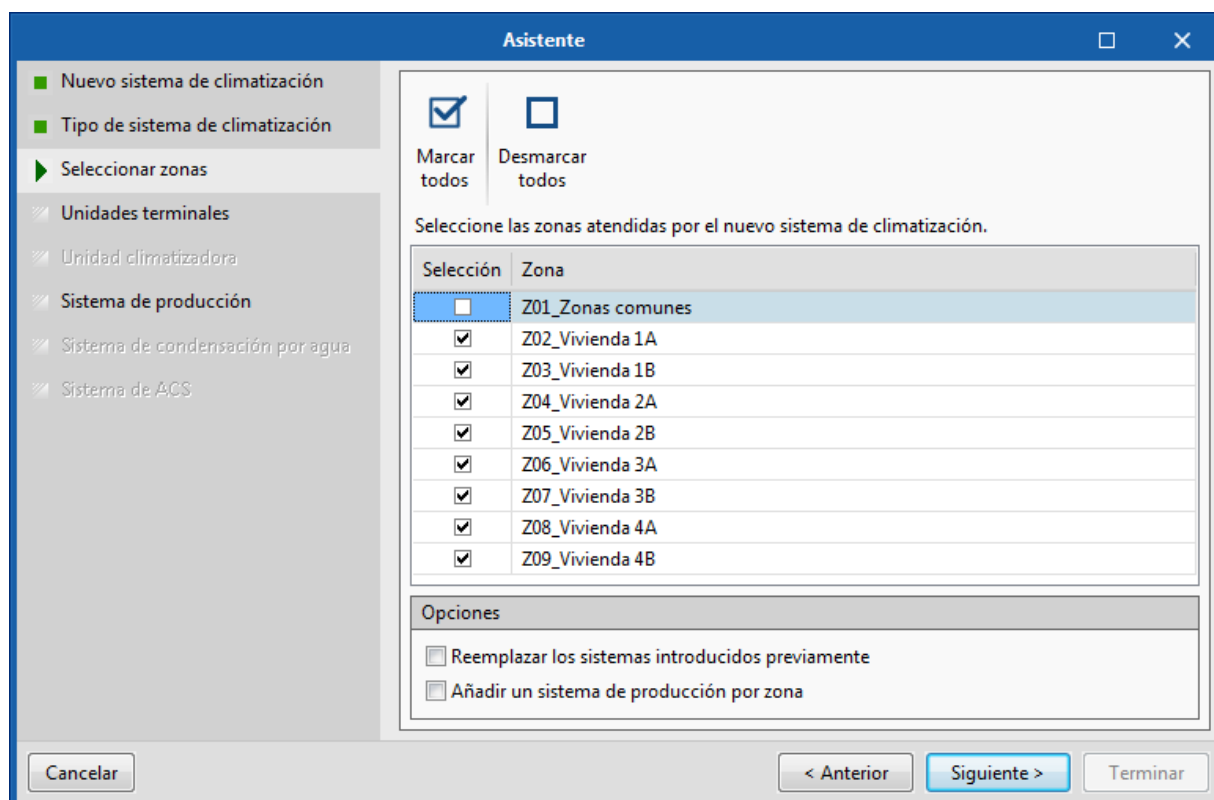 Asistente
Nuevo sistema de climatización
Tipo de sistema de climatización
Seleccionar zonas
Unidades terminales
Unidad climatizadora
Sistema de producción
Sistema de condensación por agua
Sistema de ACS
Marcar todos
Desmarcar todos
Seleccione las zonas atendidas por el nuevo sistema de climatización.
Selección Zona
Z01_Zonas comunes
Z02_Vivienda 1A
Z03_Vivienda 1B
Z04_Vivienda 2A
Z05_Vivienda 2B
Z06_Vivienda 3A
Z07_Vivienda 3B
Z08_Vivienda 4A
Z09_Vivienda 4B
Opciones
Reemplazar los sistemas introducidos previamente
Añadir un sistema de producción por zona
Cancelar
< Anterior
Siguiente >
Terminar